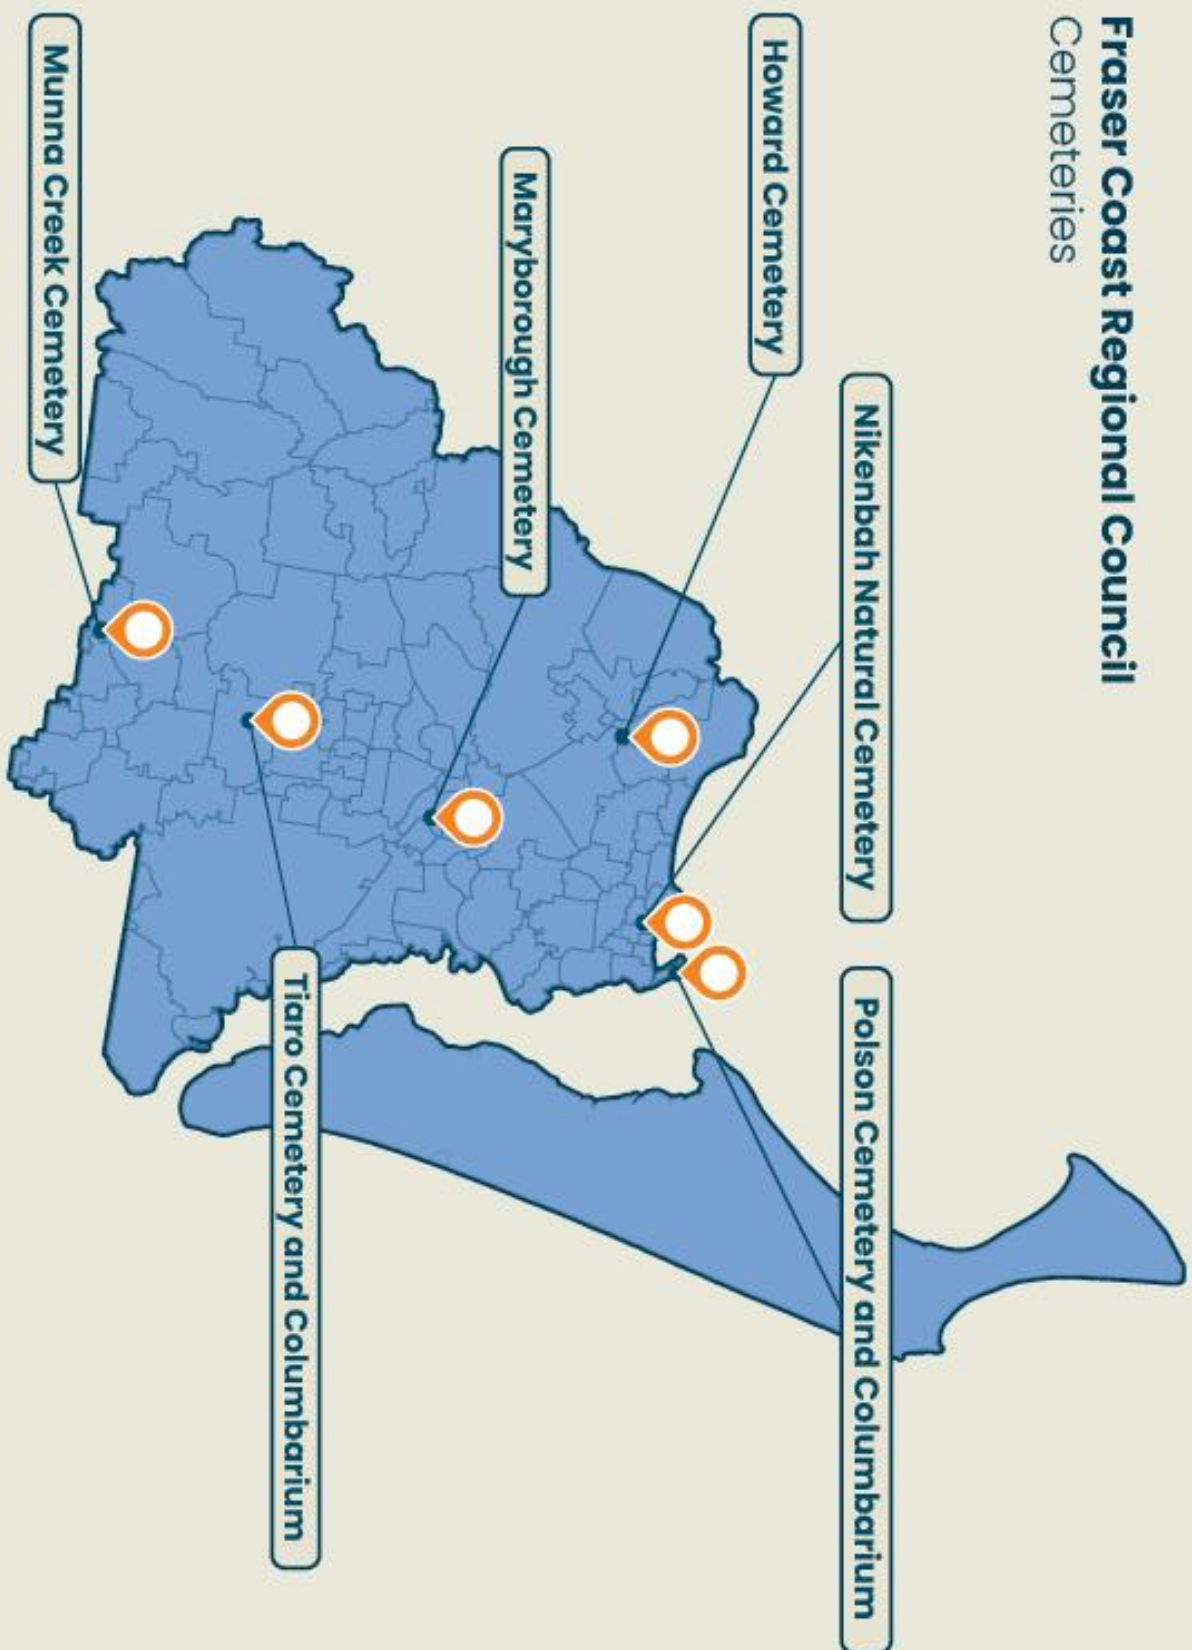 Fraser Coast Regional Council
Cemeteries
Nikenbah Natural Cemetery
Polson Cemetery and Columbarium
Howard Cemetery
Maryborough Cemetery
Tiaro Cemetery and Columbarium
Munna Creek Cemetery